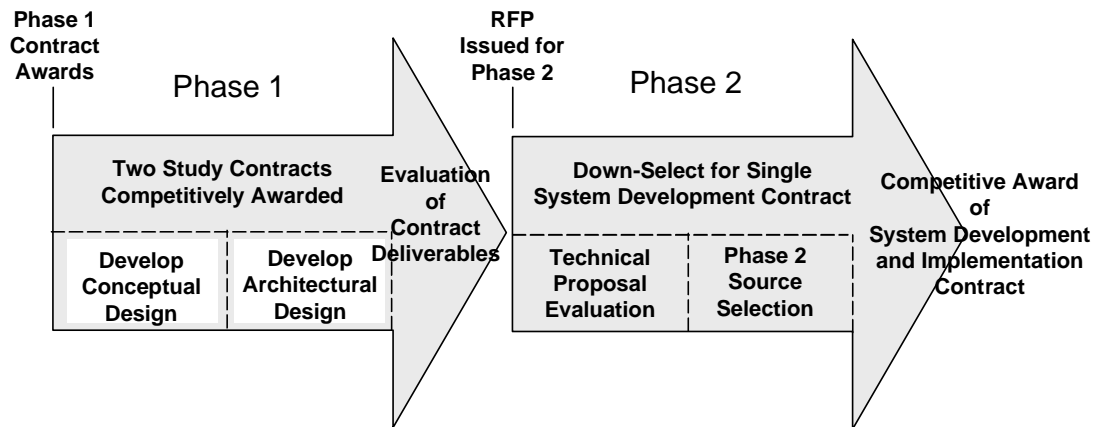 Phase 1
Contract
Awards
Phase 1
Two Study Contracts
Competitively Awarded
Develop
Conceptual
Design
Develop
Architectural
Design
Evaluation
of
Contract
Deliverables
RFP
Issued for
Phase 2
Phase 2
Down-Select for Single
System Development Contract
Technical
Proposal
Evaluation
Phase 2
Source
Selection
Competitive Award
of
System Development
and Implementation
Contract